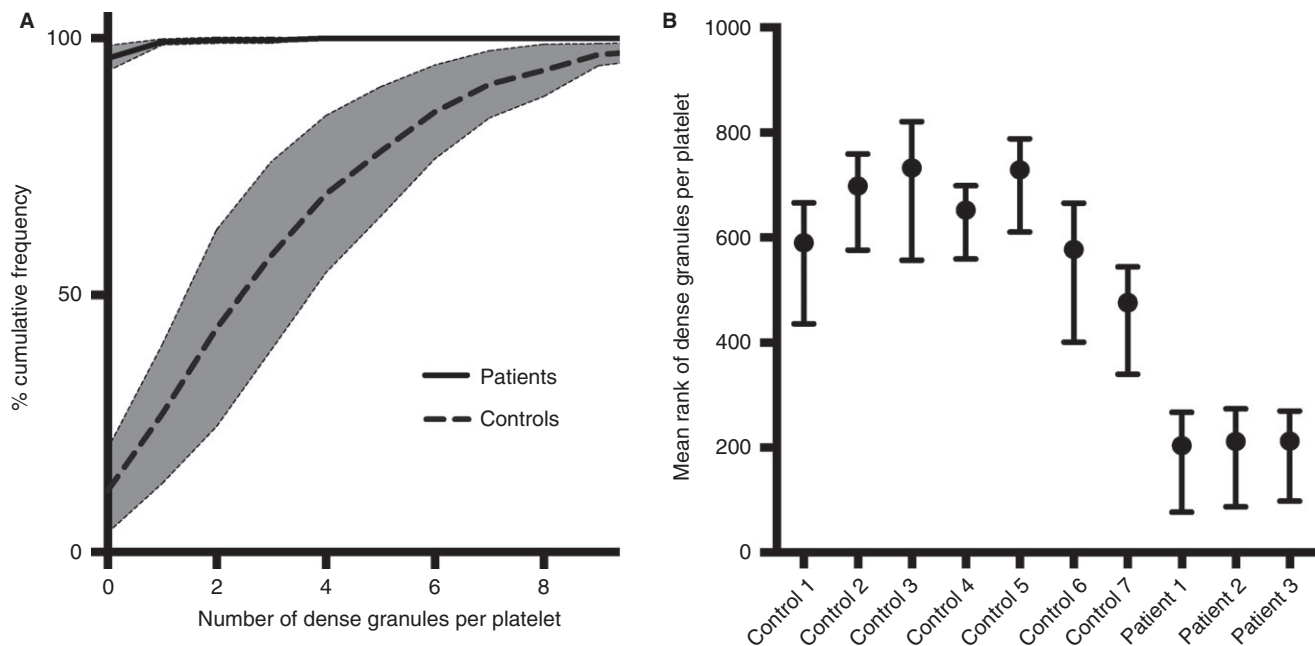 A
% cumulative frequency
100
50
0
0 2 4 6 8
Number of dense granules per platelet
Patients
Controls
B
Mean rank of dense granules per platelet
1000
800
600
400
200
0
Control 1
Control 2
Control 3
Control 4
Control 5
Control 6
Control 7
Patient 1
Patient 2
Patient 3